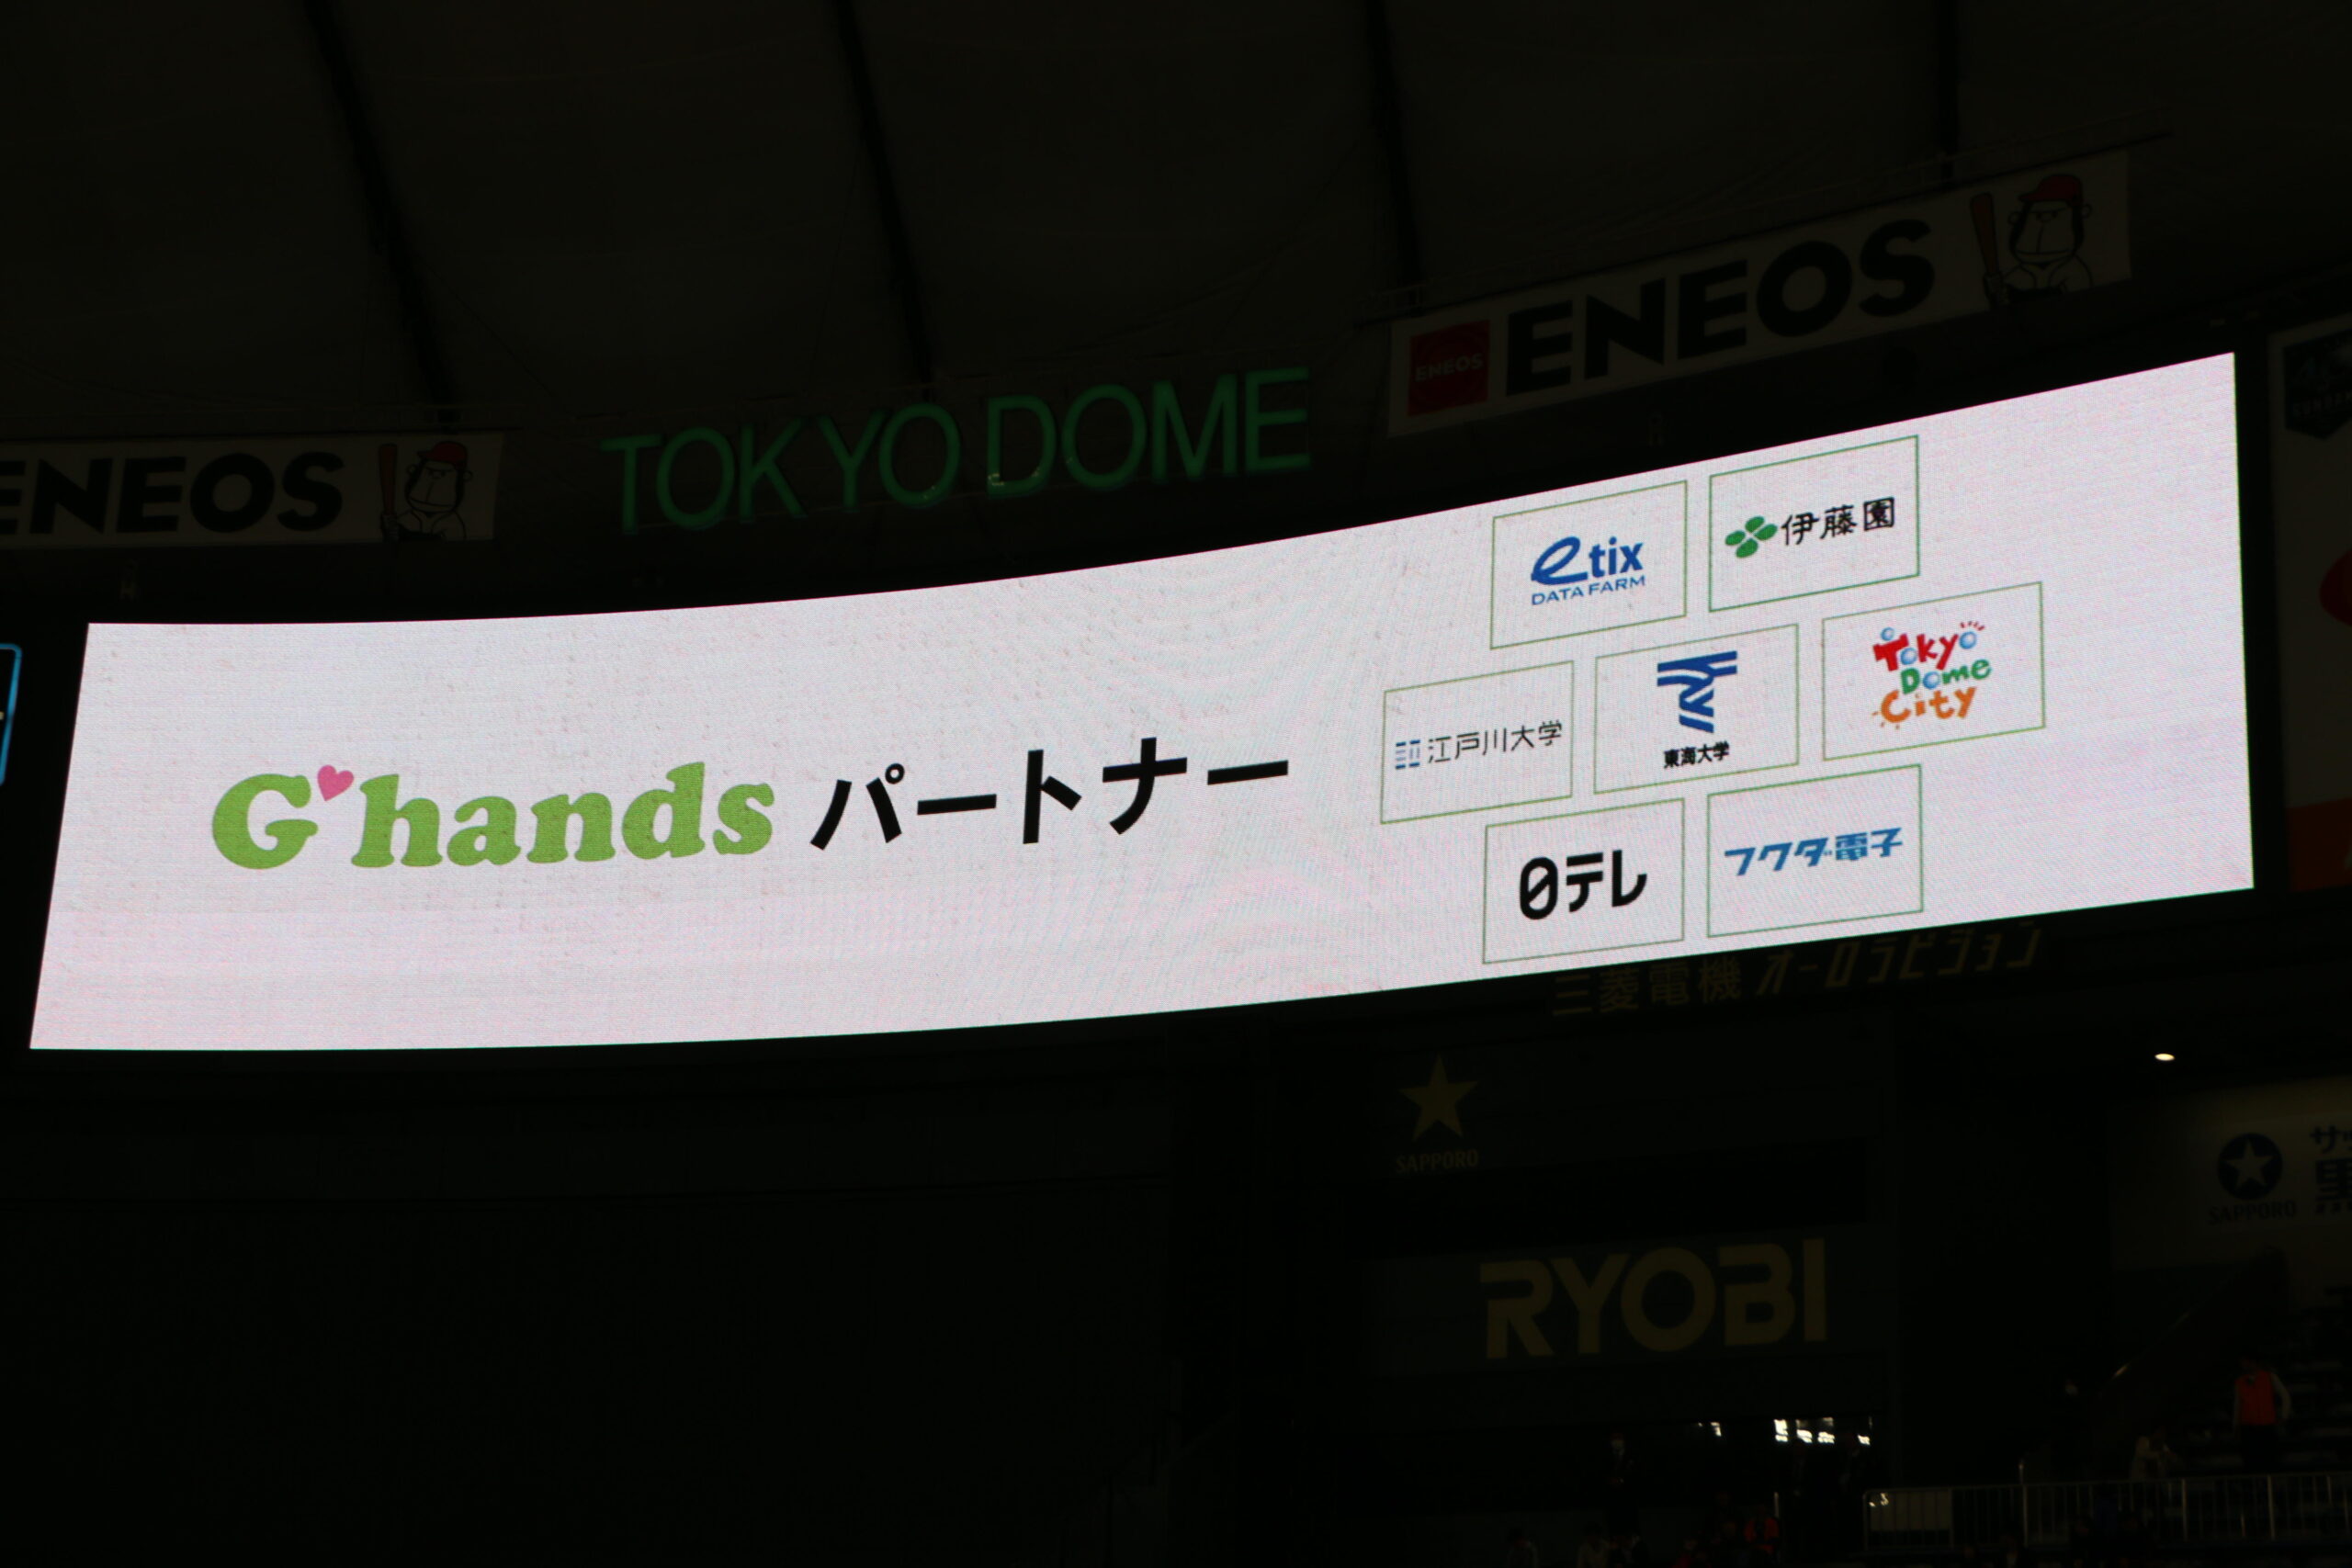 ENEOS
ENEOS
ENEOS
TOKYO DOME
G'hands パートナー
etix
DATA FARM
伊藤園
江戸川大学
東海大学
Tokyo
Dome
City
日テレ
フクダ電子
三菱電機 オーロラビジョン
SAPPORO
SAPPORO
RYOBI